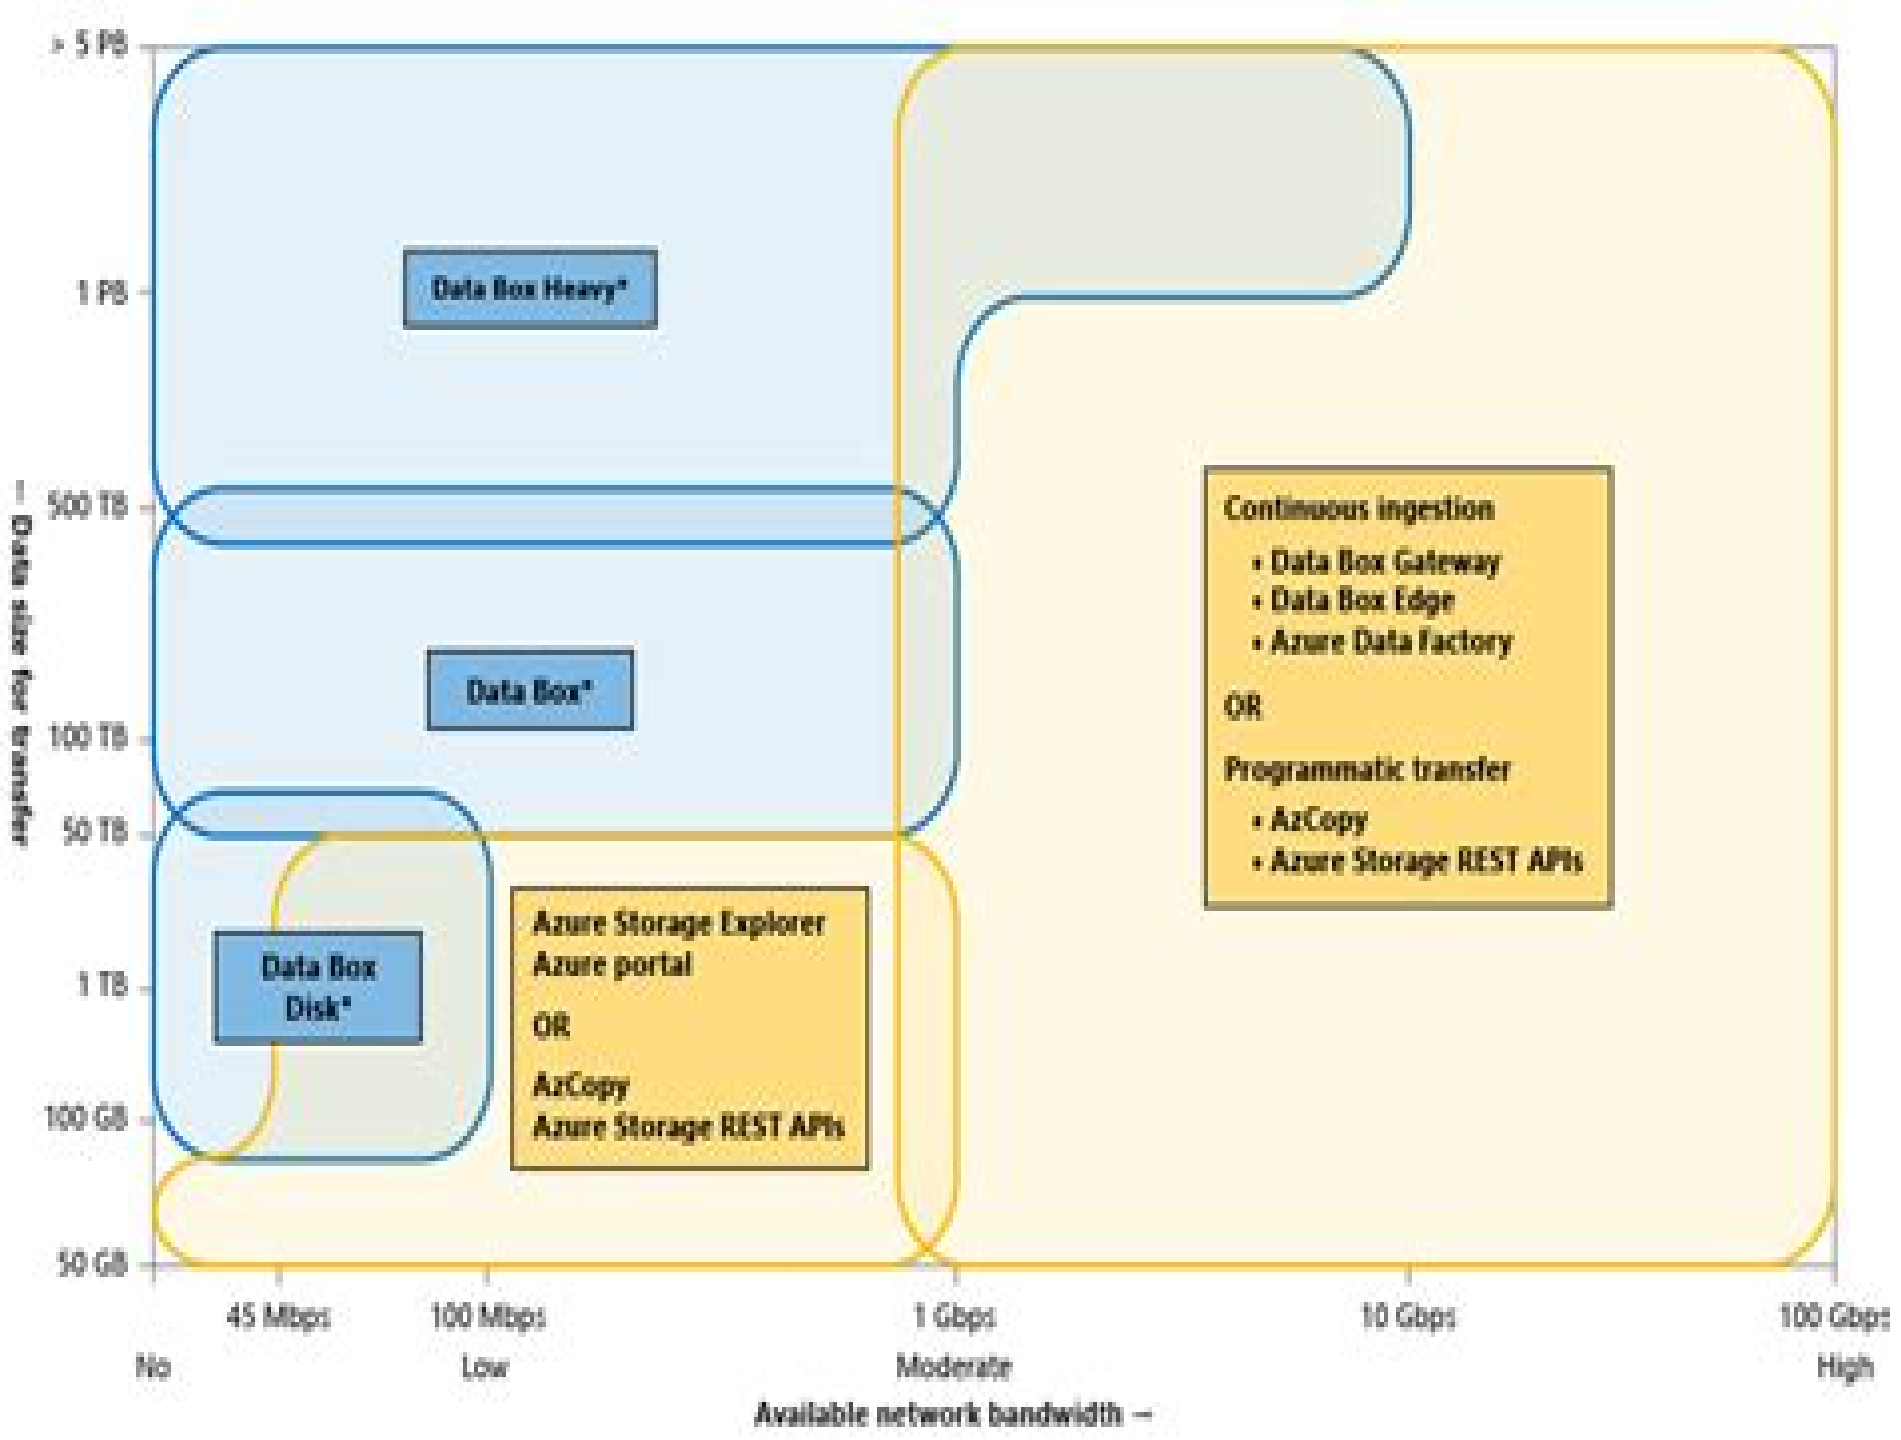 > 5 PB
1 PB
500 TB
100 TB
50 TB
1 TB
100 GB
50 GB
← Data size for transfer
Data Box Heavy*
Data Box*
Data Box
Disk*
Azure Storage Explorer
Azure portal
OR
AzCopy
Azure Storage REST APIs
Continuous ingestion
• Data Box Gateway
• Data Box Edge
• Azure Data Factory
OR
Programmatic transfer
• AzCopy
• Azure Storage REST APIs
45 Mbps 100 Mbps 1 Gbps 10 Gbps 100 Gbps
No Low Moderate High
Available network bandwidth →